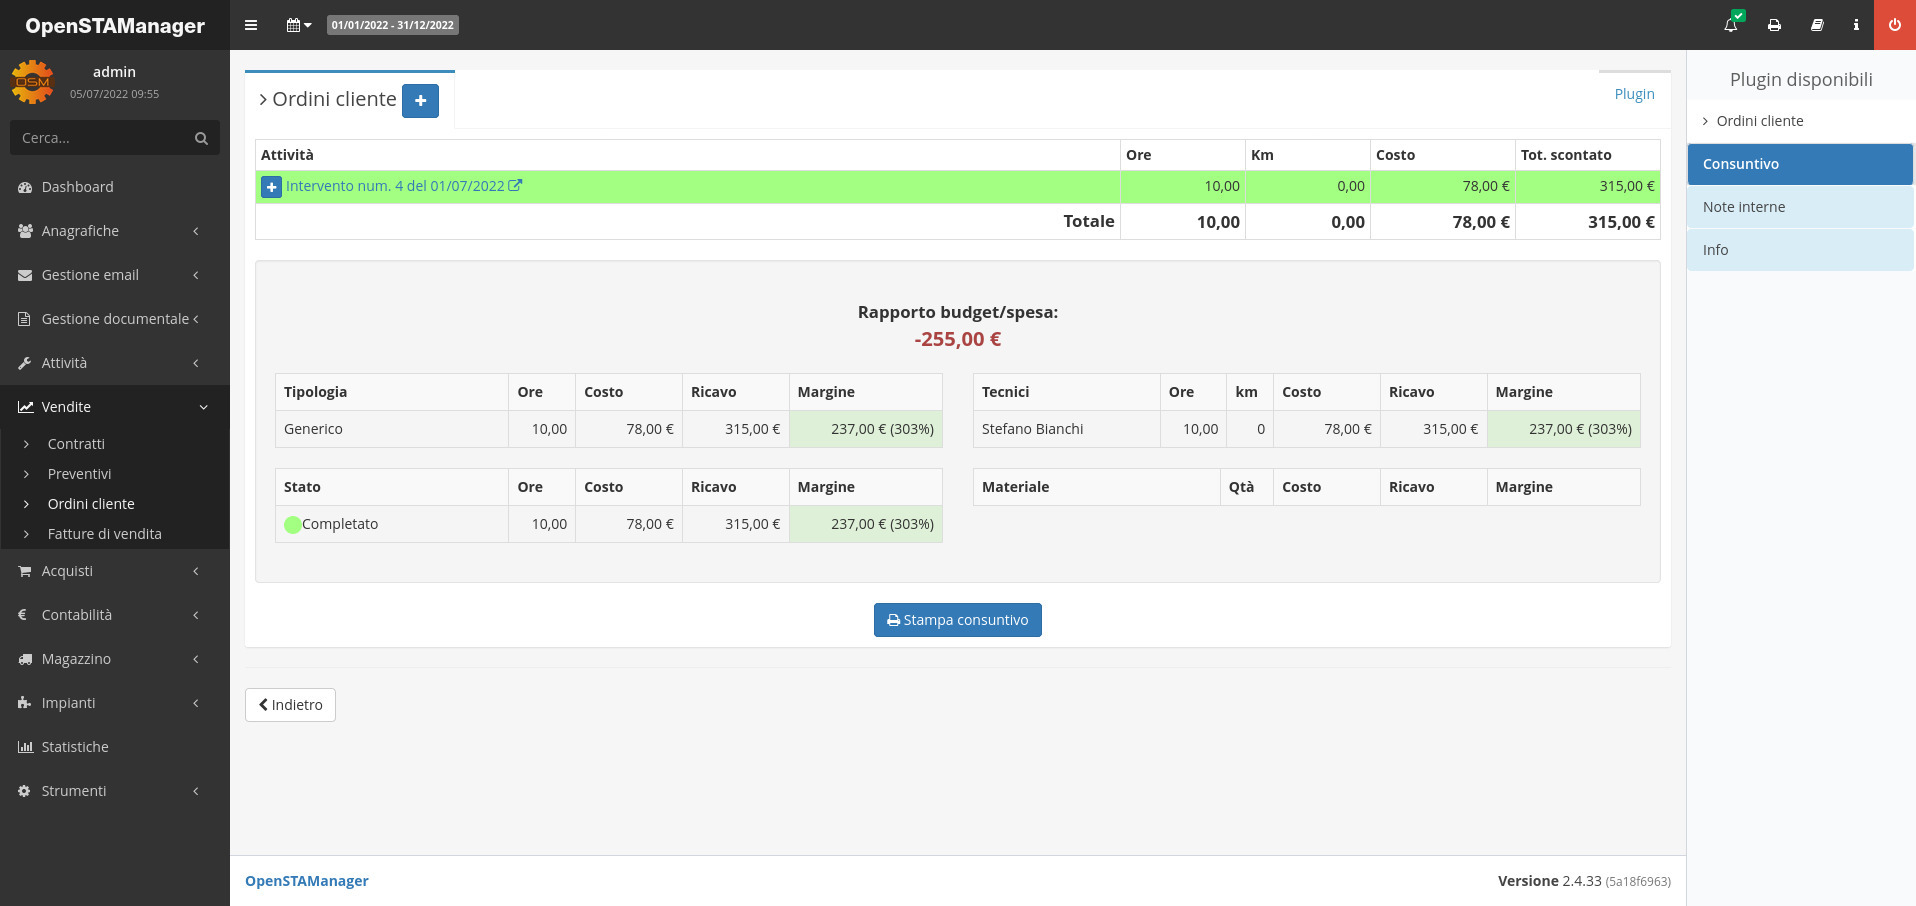 OpenSTAManager
01/01/2022 - 31/12/2022
admin
05/07/2022 09:55
Cerca...
Dashboard
Anagrafiche
Gestione email
Gestione documentale
Attività
Vendite
Contratti
Preventivi
Ordini cliente
Fatture di vendita
Acquisti
Contabilità
Magazzino
Impianti
Statistiche
Strumenti
Ordini cliente
Plugin
Attività Ore Km Costo Tot. scontato
Intervento num. 4 del 01/07/2022 10,00 0,00 78,00 € 315,00 €
Totale 10,00 0,00 78,00 € 315,00 €
Rapporto budget/spesa:
-255,00 €
Tipologia Ore Costo Ricavo Margine
Generico 10,00 78,00 € 315,00 € 237,00 € (303%)
Tecnici Ore km Costo Ricavo Margine
Stefano Bianchi 10,00 0 78,00 € 315,00 € 237,00 € (303%)
Stato Ore Costo Ricavo Margine
Completato 10,00 78,00 € 315,00 € 237,00 € (303%)
Materiale Qtà Costo Ricavo Margine
Stampa consuntivo
Indietro
Plugin disponibili
Ordini cliente
Consuntivo
Note interne
Info
OpenSTAManager
Versione 2.4.33 (5a18f6963)